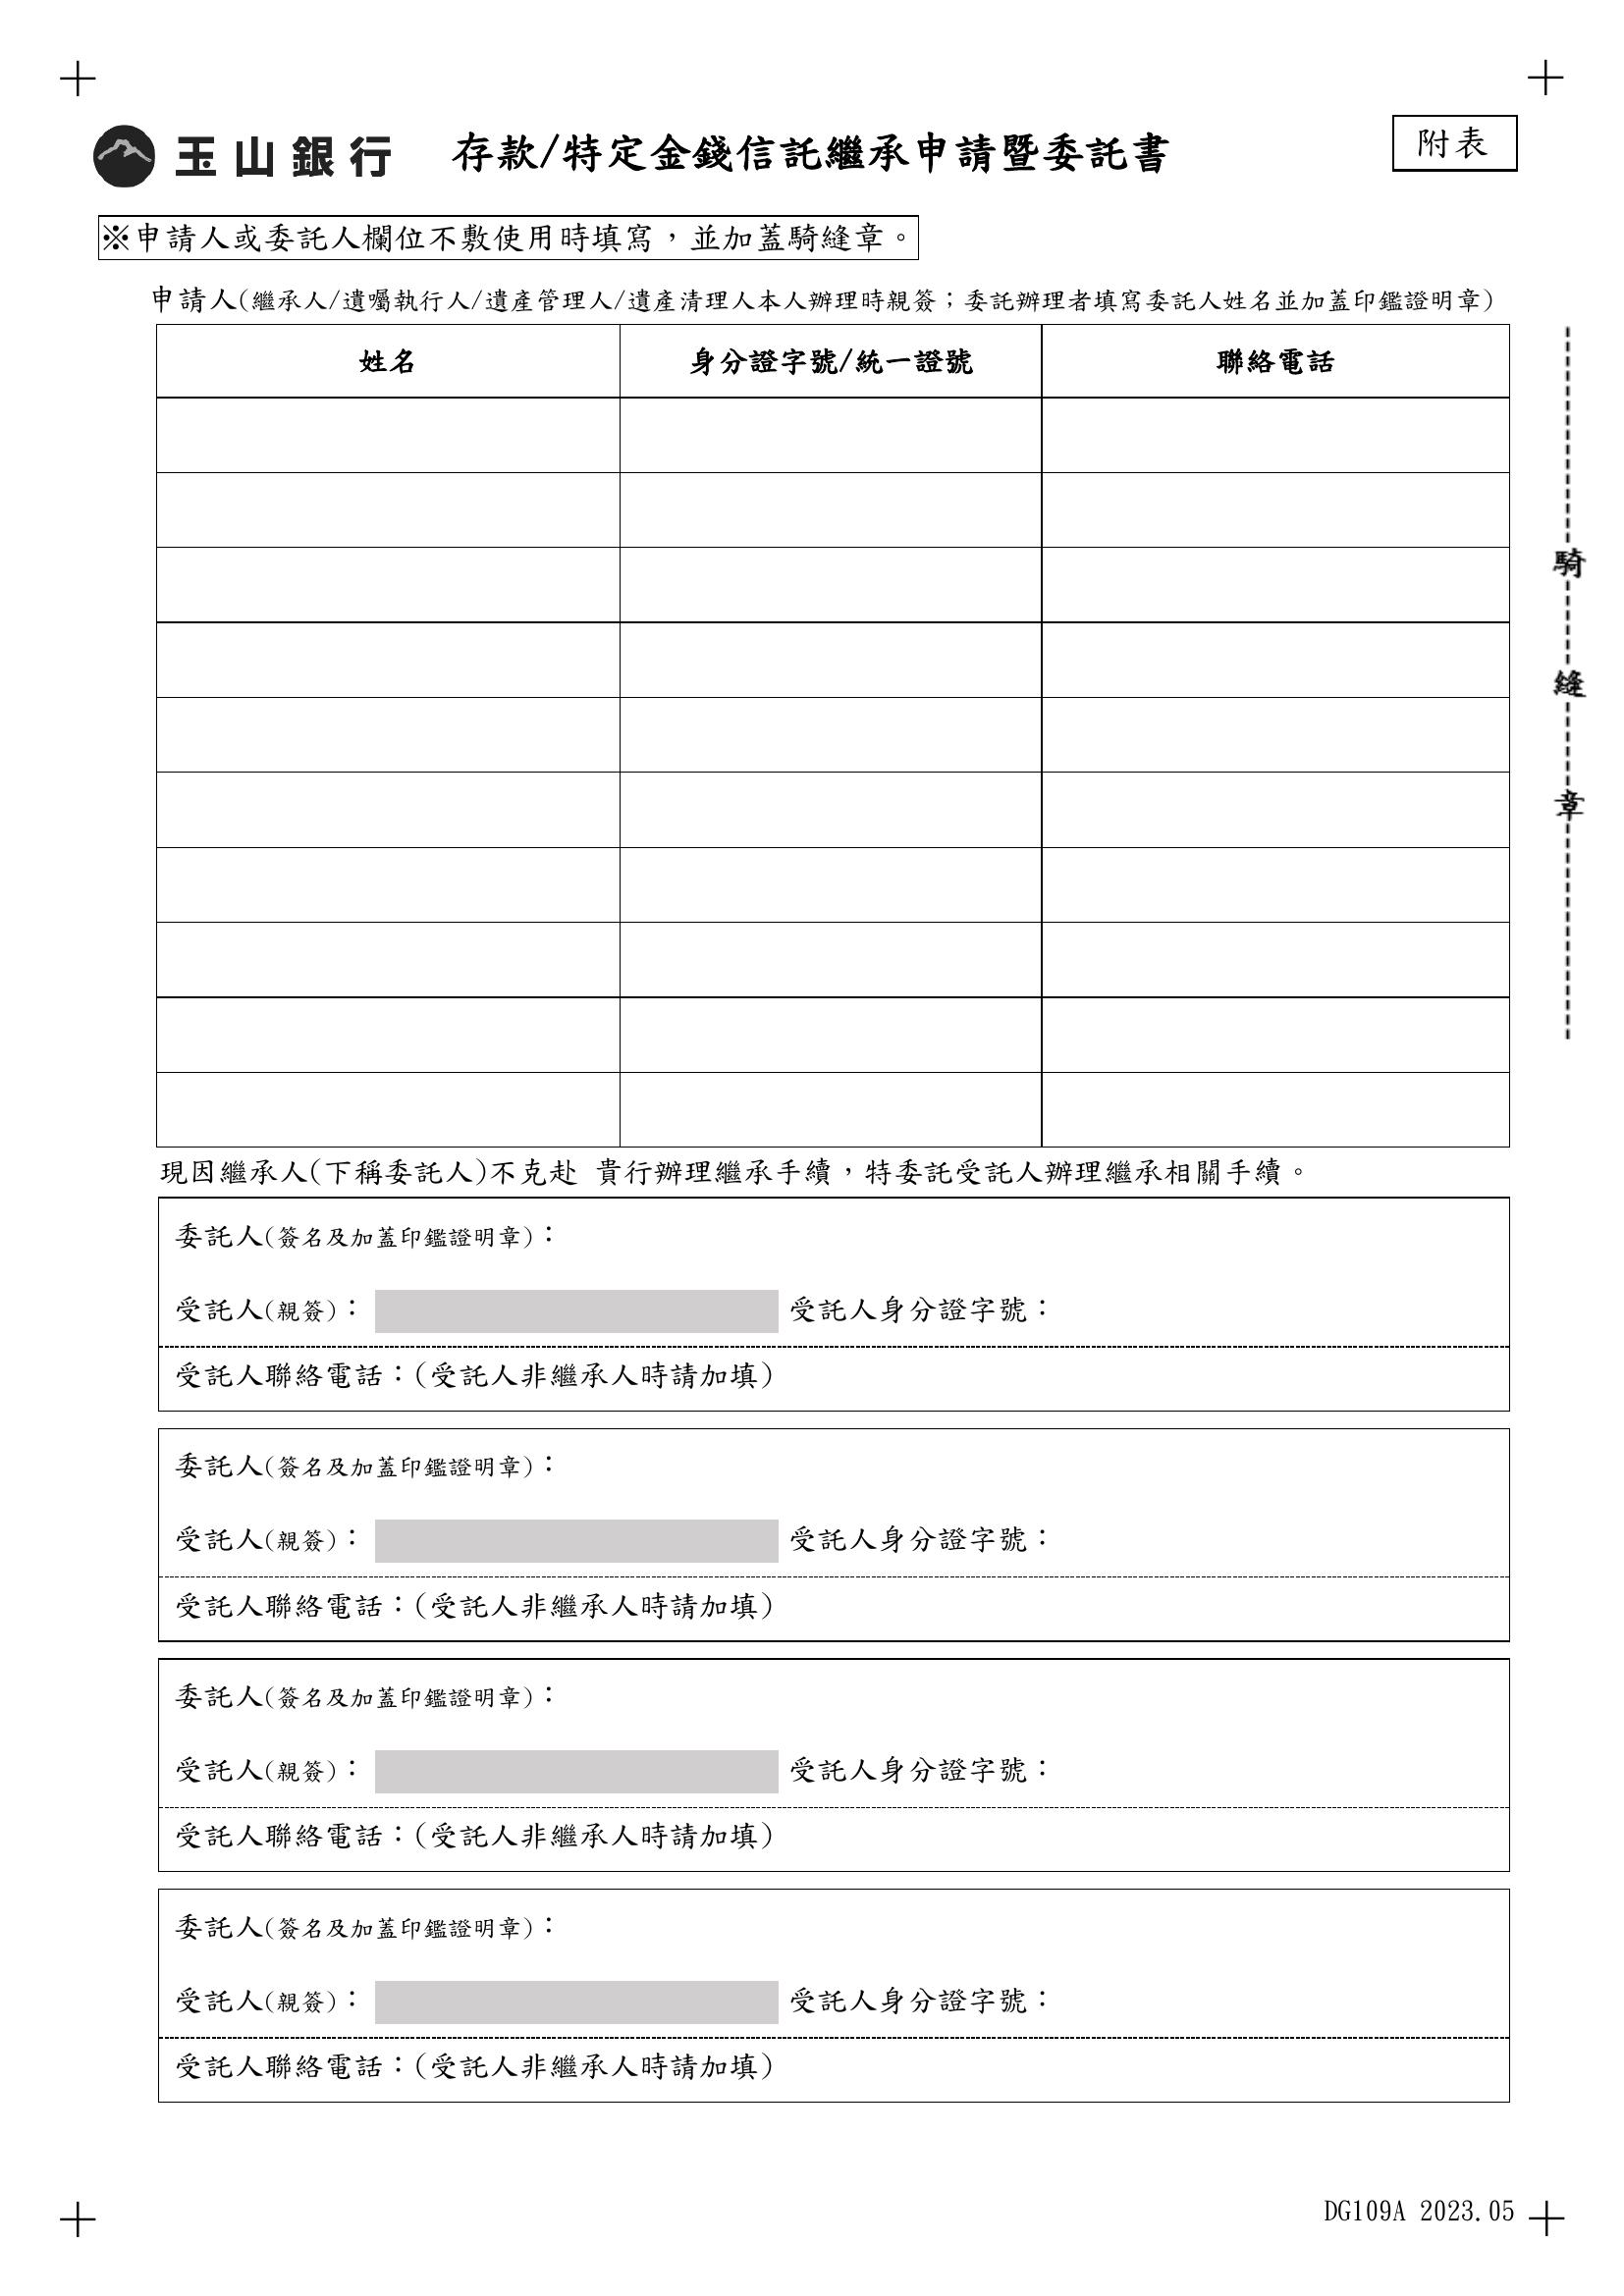 玉山銀行 存款/特定金錢信託繼承申請暨委託書 附表
※申請人或委託人欄位不敷使用時填寫，並加蓋騎縫章。
申請人(繼承人/遺囑執行人/遺產管理人/遺產清理人本人辦理時親簽；委託辦理者填寫委託人姓名並加蓋印鑑證明章)
姓名 身分證字號/統一證號 聯絡電話
騎縫章
現因繼承人(下稱委託人)不克赴 貴行辦理繼承手續，特委託受託人辦理繼承相關手續。
委託人(簽名及加蓋印鑑證明章)：
受託人(親簽)： 受託人身分證字號：
受託人聯絡電話：(受託人非繼承人時請加填)
委託人(簽名及加蓋印鑑證明章)：
受託人(親簽)： 受託人身分證字號：
受託人聯絡電話：(受託人非繼承人時請加填)
委託人(簽名及加蓋印鑑證明章)：
受託人(親簽)： 受託人身分證字號：
受託人聯絡電話：(受託人非繼承人時請加填)
委託人(簽名及加蓋印鑑證明章)：
受託人(親簽)： 受託人身分證字號：
受託人聯絡電話：(受託人非繼承人時請加填)
DG109A 2023.05